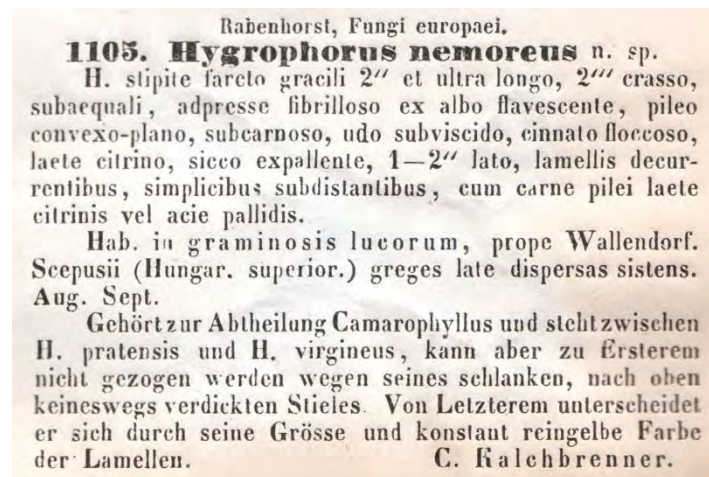 Rabenhorst, Fungi europaei.
1105. Hygrophorus nemoreus n. sp.
H. stipite farcto gracili 2″ et ultra longo, 2‴ crasso,
subaequali, adpresse fibrilloso ex albo flavescente, pileo
convexo-plano, subcarnoso, udo subviscido, cinnato floccoso,
laete citrino, sicco expallente, 1—2″ lato, lamellis decur-
rentibus, simplicibus subdistantibus, cum carne pilei laete
citrinis vel acie pallidis.
Hab. in graminosis lucorum, prope Wallendorf.
Scepusii (Hungar. superior.) greges late dispersas sistens.
Aug. Sept.
Gehört zur Abtheilung Camarophyllus und steht zwischen
H. pratensis und H. virgineus, kann aber zu Ersterem
nicht gezogen werden wegen seines schlanken, nach oben
keineswegs verdickten Stieles. Von Letzterem unterscheidet
er sich durch seine Grösse und konstant reingelbe Farbe
der Lamellen. C. Kalchbrenner.